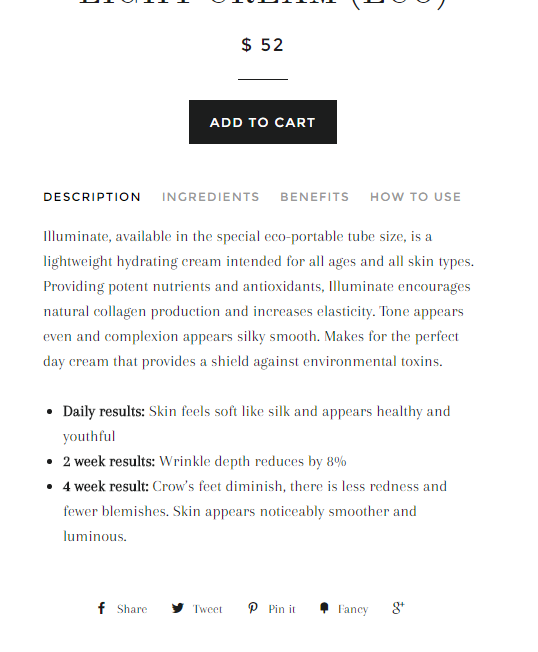 LIGHT CREAM (ECO)
$ 52
ADD TO CART
DESCRIPTION INGREDIENTS BENEFITS HOW TO USE
Illuminate, available in the special eco-portable tube size, is a
lightweight hydrating cream intended for all ages and all skin types.
Providing potent nutrients and antioxidants, Illuminate encourages
natural collagen production and increases elasticity. Tone appears
even and complexion appears silky smooth. Makes for the perfect
day cream that provides a shield against environmental toxins.
Daily results: Skin feels soft like silk and appears healthy and
youthful
2 week results: Wrinkle depth reduces by 8%
4 week result: Crow's feet diminish, there is less redness and
fewer blemishes. Skin appears noticeably smoother and
luminous.
Share Tweet Pin it Fancy g+